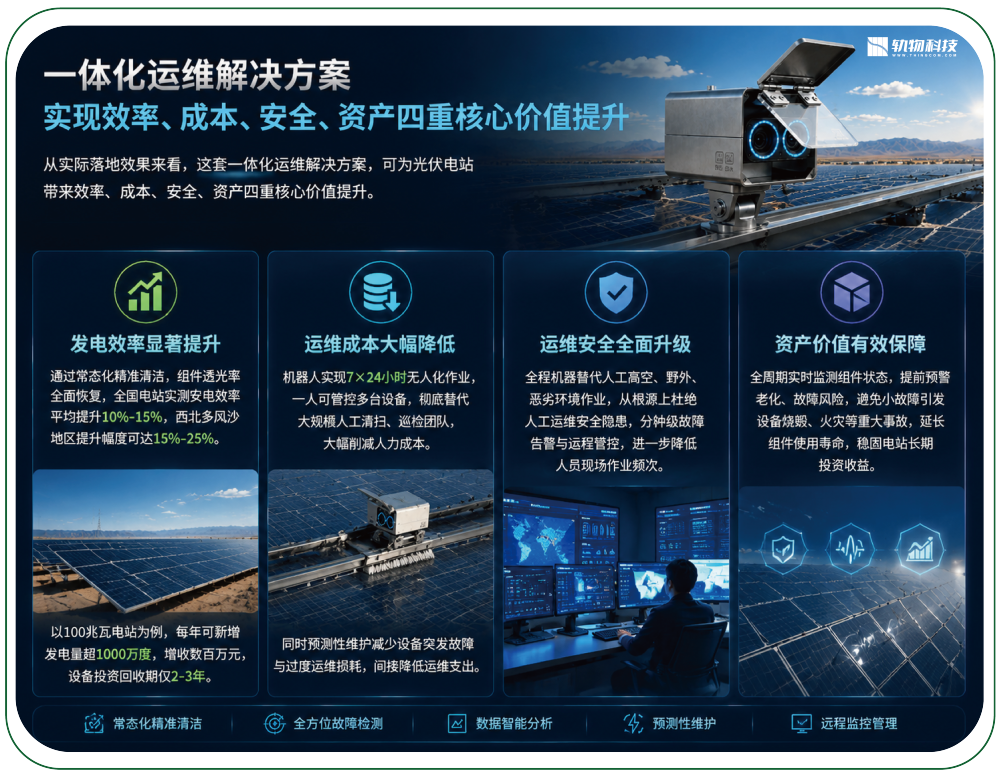 轨物科技
WWW.THINGCOM.COM
一体化运维解决方案
实现效率、成本、安全、资产四重核心价值提升
从实际落地效果来看，这套一体化运维解决方案，可为光伏电站
带来效率、成本、安全、资产四重核心价值提升。
发电效率显著提升
通过常态化精准清洁，组件透光率
全面恢复，全国电站实测发电效率
平均提升10%-15%，西北多风沙
地区提升幅度可达15%-25%。
以100兆瓦电站为例，每年可新增
发电量超1000万度，增收数百万元，
设备投资回收期仅2-3年。
运维成本大幅降低
机器人实现7×24小时无人化作业，
一人可管控多台设备，彻底替代
大规模人工清扫、巡检团队，
大幅削减人力成本。
同时预测性维护减少设备突发故障
与过度运维损耗，间接降低运维支出。
运维安全全面升级
全程机器替代人工高空、野外、
恶劣环境作业，从根源上杜绝
人工运维安全隐患，分钟级故障
告警与远程管控，进一步降低
人员现场作业频次。
资产价值有效保障
全周期实时监测组件状态，提前预警
老化、故障风险，避免小故障引发
设备烧毁、火灾等重大事故，延长
组件使用寿命，稳固电站长期
投资收益。
常态化精准清洁
全方位故障检测
数据智能分析
预测性维护
远程监控管理